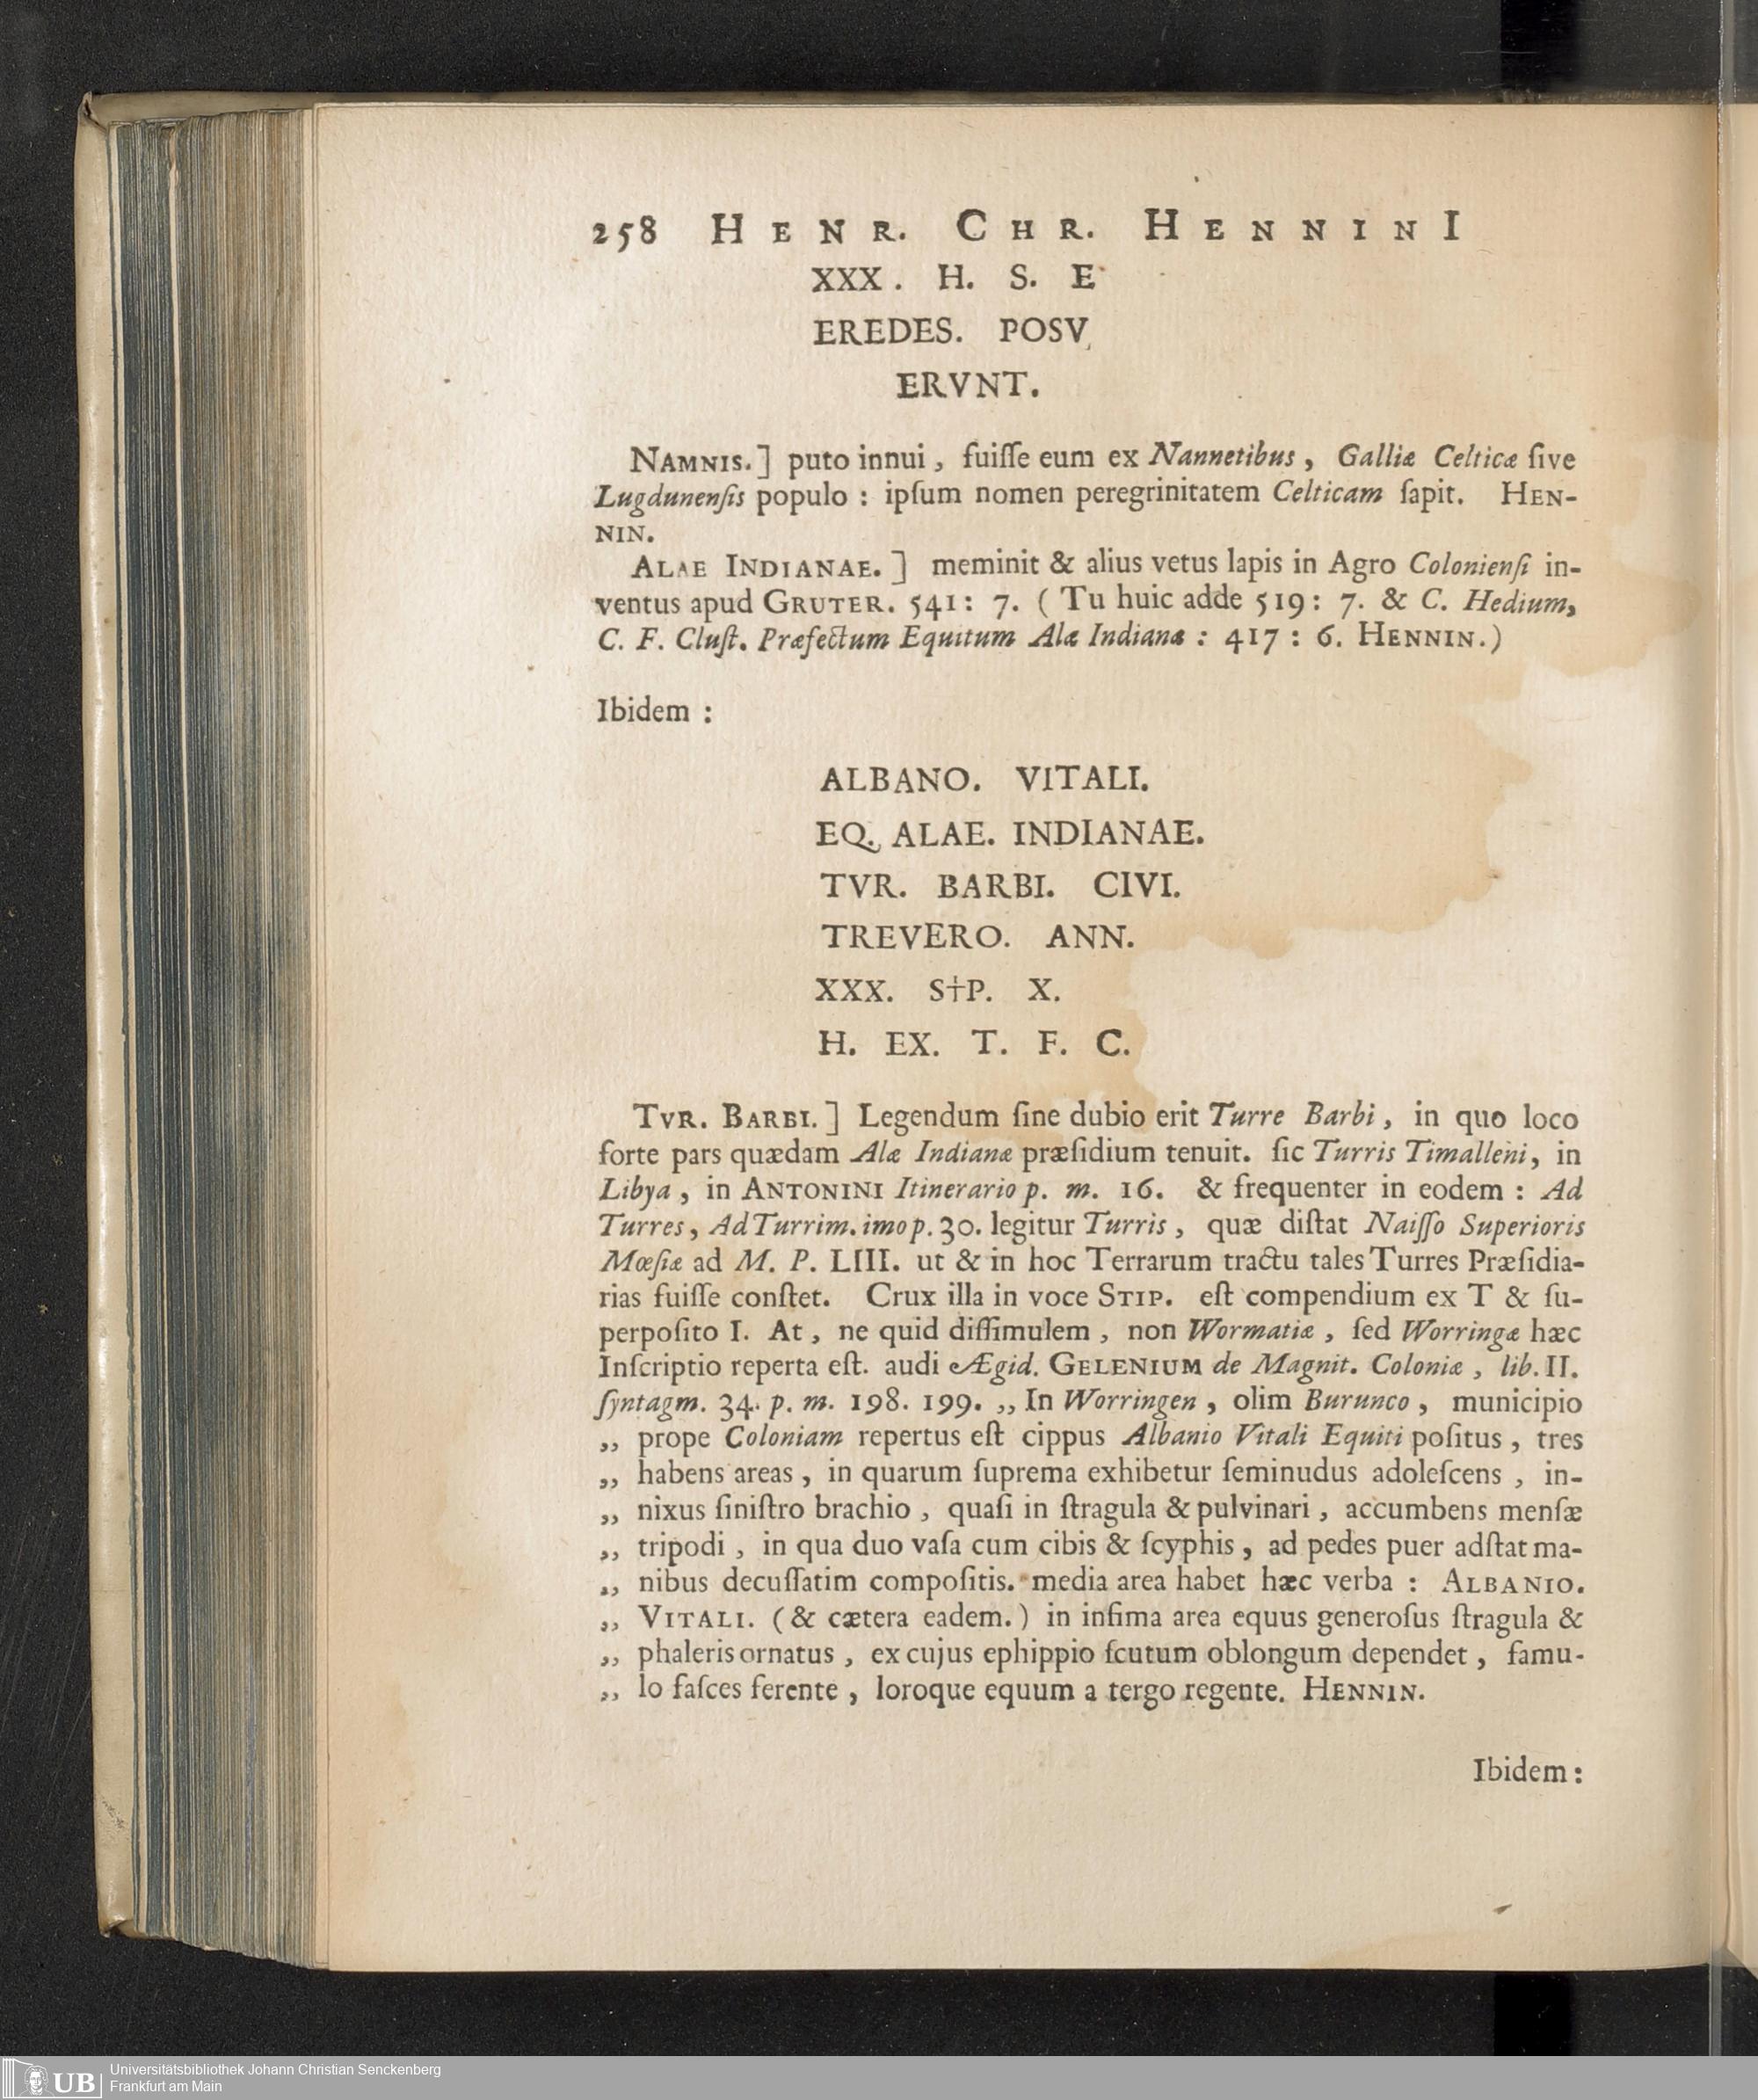 258 HENR. CHR. HENNINI
XXX. H. S. E
EREDES. POSV
ERVNT.
NAMNIS.] puto innui, fuiſſe eum ex Nannetibus, Galliæ Celticæ ſive
Lugdunenſis populo: ipſum nomen peregrinitatem Celticam ſapit. HEN-
NIN.
ALAE INDIANAE.] meminit & alius vetus lapis in Agro Colonienſi in-
ventus apud GRUTER. 541: 7. (Tu huic adde 519: 7. & C. Hedium,
C. F. Cluſt. Præfectum Equitum Alæ Indianæ: 417: 6. HENNIN.)
Ibidem:
ALBANO. VITALI.
EQ. ALAE. INDIANAE.
TVR. BARBI. CIVI.
TREVERO. ANN.
XXX. S†P. X.
H. EX. T. F. C.
TVR. BARBI.] Legendum ſine dubio erit Turre Barbi, in quo loco
forte pars quædam Alæ Indianæ præſidium tenuit. ſic Turris Timalleni, in
Libya, in ANTONINI Itinerario p. m. 16. & frequenter in eodem: Ad
Turres, Ad Turrim. imo p. 30. legitur Turris, quæ diſtat Naiſſo Superioris
Mœſiæ ad M. P. LIII. ut & in hoc Terrarum tractu tales Turres Præſidia-
rias fuiſſe conſtet. Crux illa in voce STIP. eſt compendium ex T & ſu-
perpoſito I. At, ne quid diſſimulem, non Wormatiæ, ſed Worringæ hæc
Inſcriptio reperta eſt. audi Ægid. GELENIUM de Magnit. Coloniæ, lib. II.
ſyntagm. 34. p. m. 198. 199. „In Worringen, olim Burunco, municipio
„ prope Coloniam repertus eſt cippus Albanio Vitali Equiti poſitus, tres
„ habens areas, in quarum ſuprema exhibetur ſeminudus adoleſcens, in-
„ nixus ſiniſtro brachio, quaſi in ſtragula & pulvinari, accumbens menſæ
„ tripodi, in qua duo vaſa cum cibis & ſcyphis, ad pedes puer adſtat ma-
„ nibus decuſſatim compoſitis. media area habet hæc verba: ALBANIO.
„ VITALI. (& cætera eadem.) in infima area equus generoſus ſtragula &
„ phaleris ornatus, ex cujus ephippio ſcutum oblongum dependet, famu-
„ lo faſces ferente, loroque equum a tergo regente. HENNIN.
Ibidem:
UB
Universitätsbibliothek Johann Christian Senckenberg
Frankfurt am Main